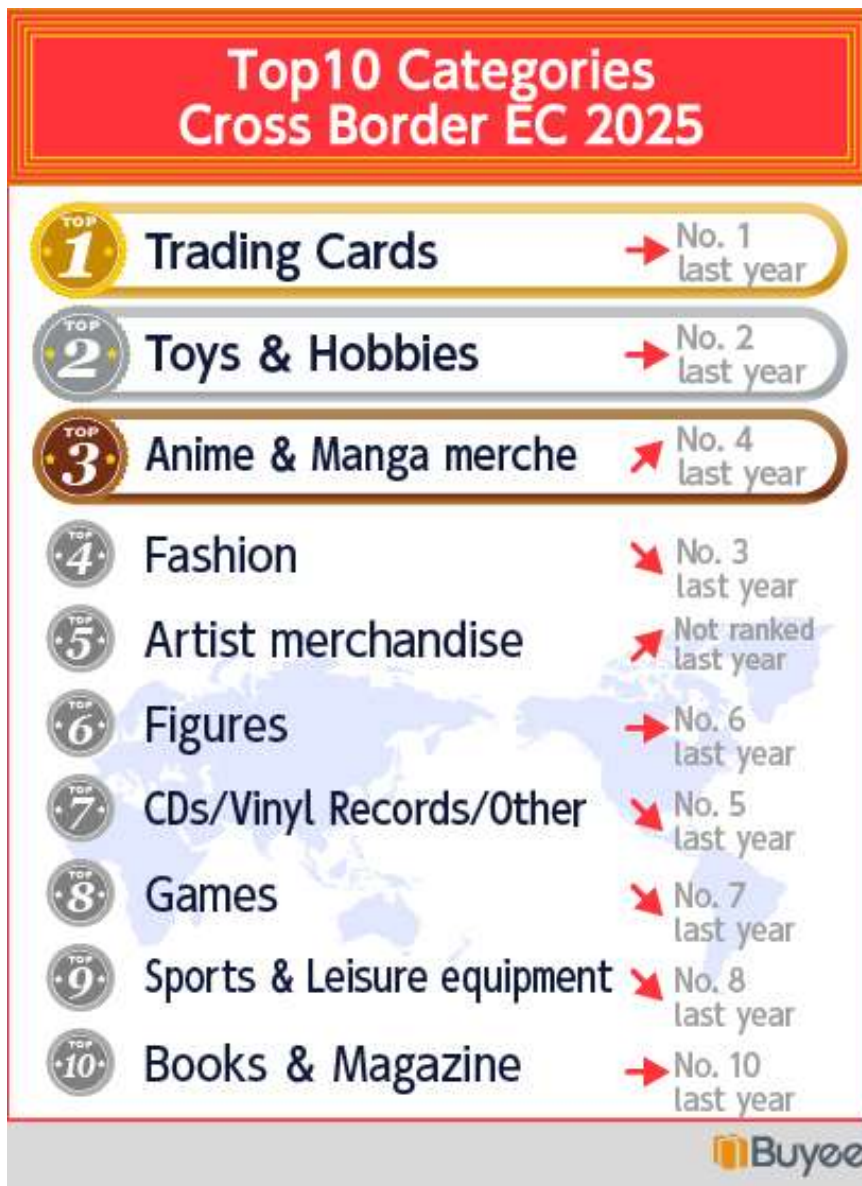 Top10 Categories
Cross Border EC 2025
TOP
1
Trading Cards
No. 1
last year
TOP
2
Toys & Hobbies
No. 2
last year
TOP
3
Anime & Manga merche
No. 4
last year
TOP
4
Fashion
No. 3
last year
TOP
5
Artist merchandise
Not ranked
last year
TOP
6
Figures
No. 6
last year
TOP
7
CDs/Vinyl Records/Other
No. 5
last year
TOP
8
Games
No. 7
last year
TOP
9
Sports & Leisure equipment
No. 8
last year
TOP
10
Books & Magazine
No. 10
last year
Buyee